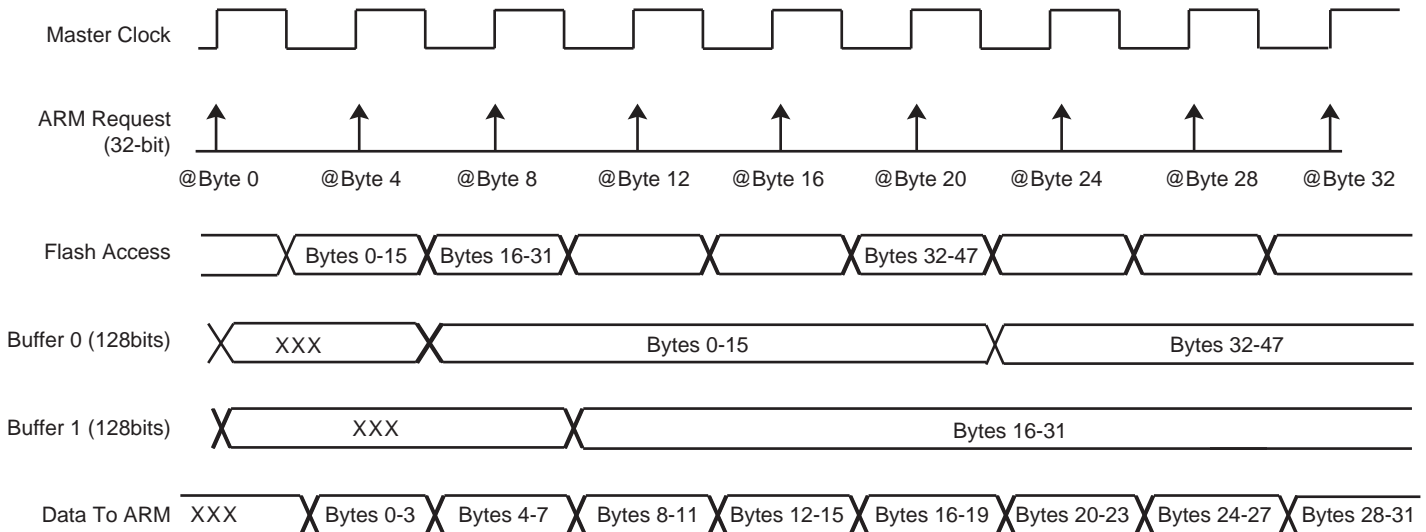 Master Clock
ARM Request
(32-bit)
@Byte 0 @Byte 4 @Byte 8 @Byte 12 @Byte 16 @Byte 20 @Byte 24 @Byte 28 @Byte 32
Flash Access Bytes 0-15 Bytes 16-31 Bytes 32-47
Buffer 0 (128bits) XXX Bytes 0-15 Bytes 32-47
Buffer 1 (128bits) XXX Bytes 16-31
Data To ARM XXX Bytes 0-3 Bytes 4-7 Bytes 8-11 Bytes 12-15 Bytes 16-19 Bytes 20-23 Bytes 24-27 Bytes 28-31